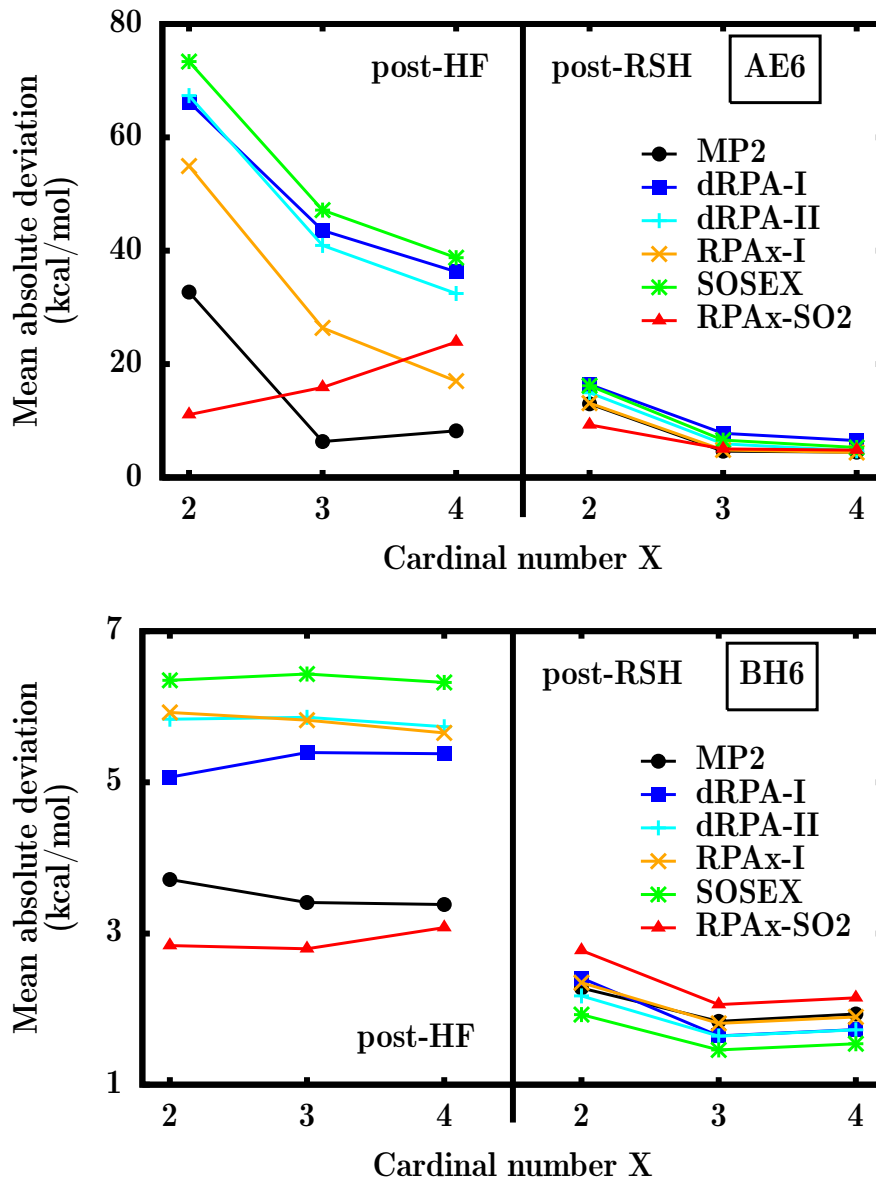 Mean absolute deviation
(kcal/mol)
80
60
40
20
0
post-HF
post-RSH
AE6
MP2
dRPA-I
dRPA-II
RPAx-I
SOSEX
RPAx-SO2
2 3 4 2 3 4
Cardinal number X
Mean absolute deviation
(kcal/mol)
7
5
3
1
post-RSH
BH6
MP2
dRPA-I
dRPA-II
RPAx-I
SOSEX
RPAx-SO2
post-HF
2 3 4 2 3 4
Cardinal number X